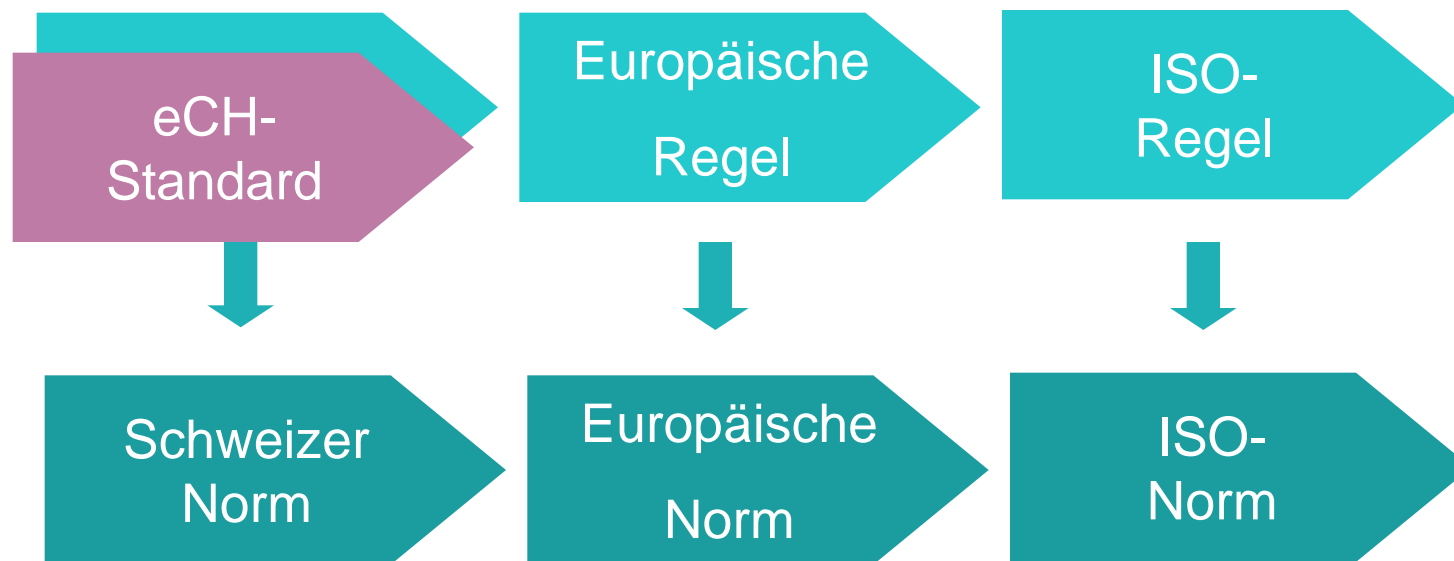 eCH-
Standard
Europäische
Regel
ISO-
Regel
Schweizer
Norm
Europäische
Norm
ISO-
Norm